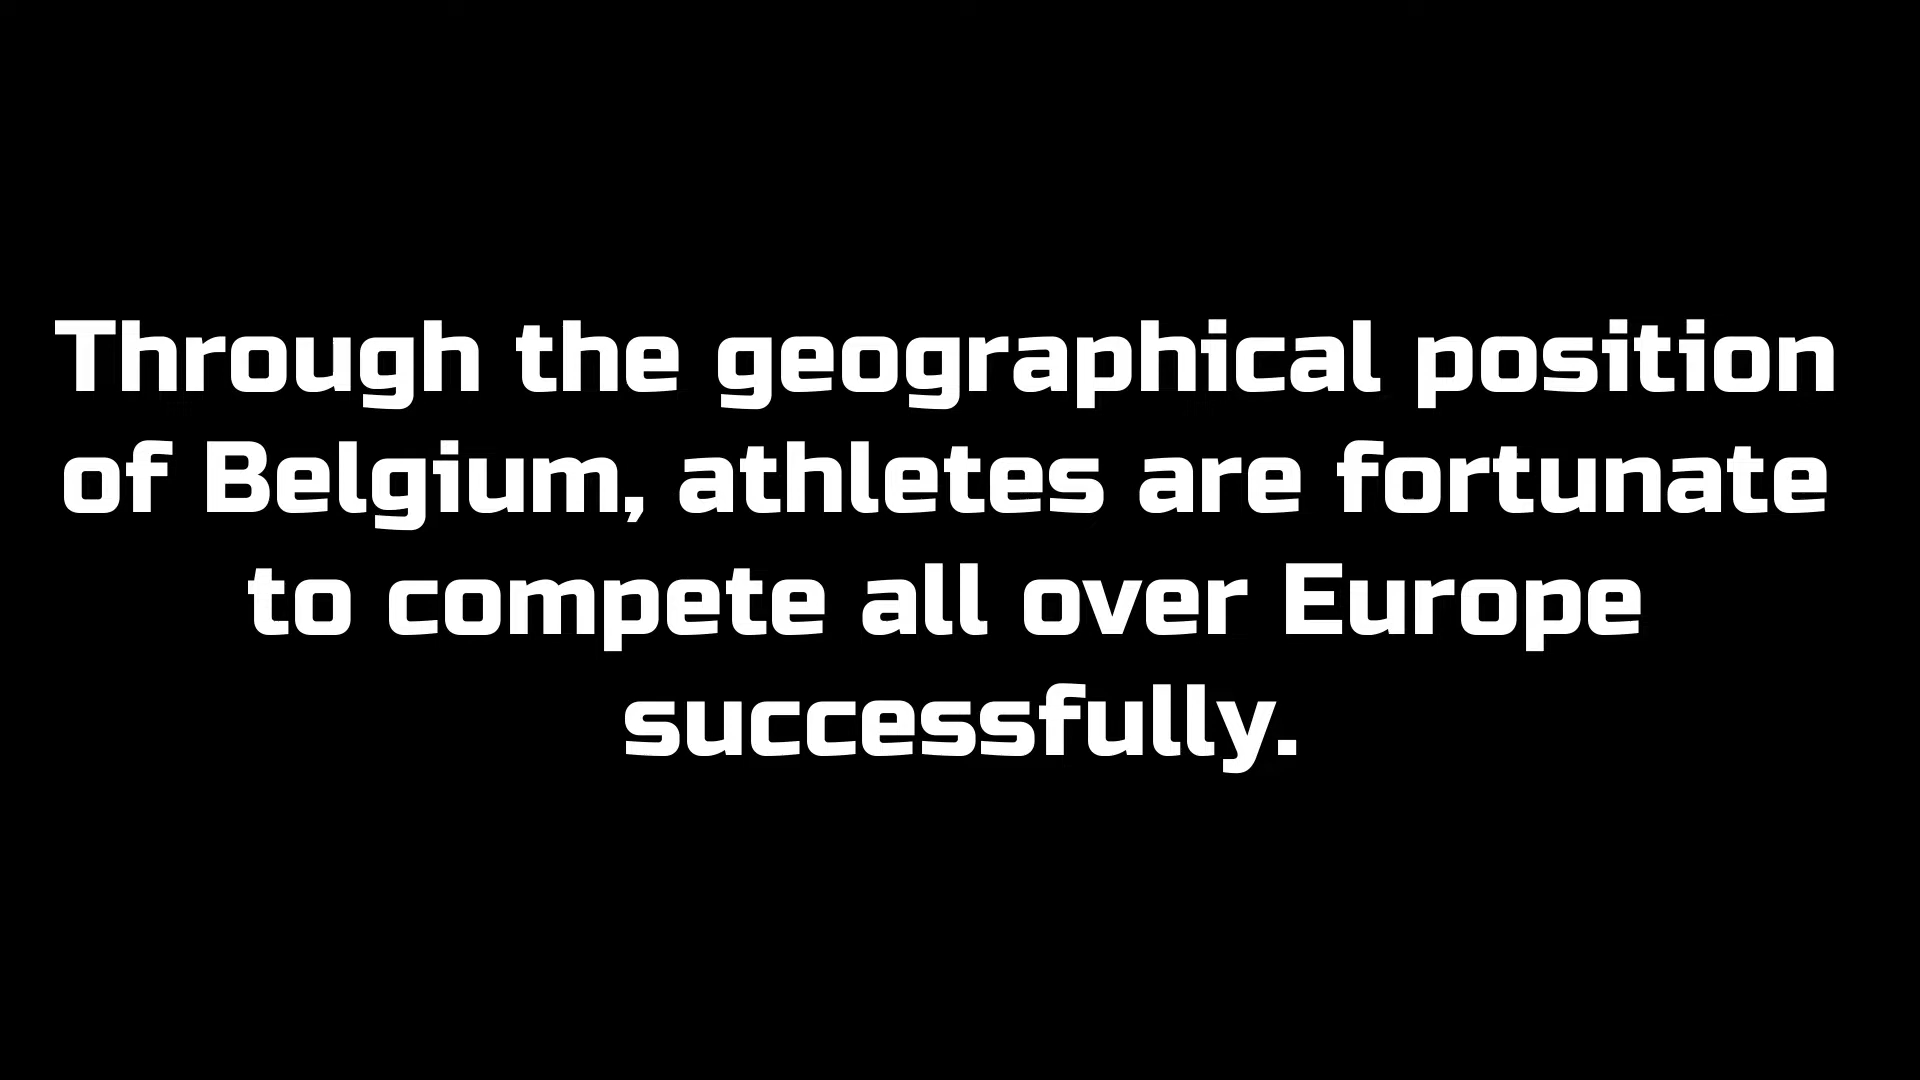 Through the geographical position
of Belgium, athletes are fortunate
to compete all over Europe
successfully.